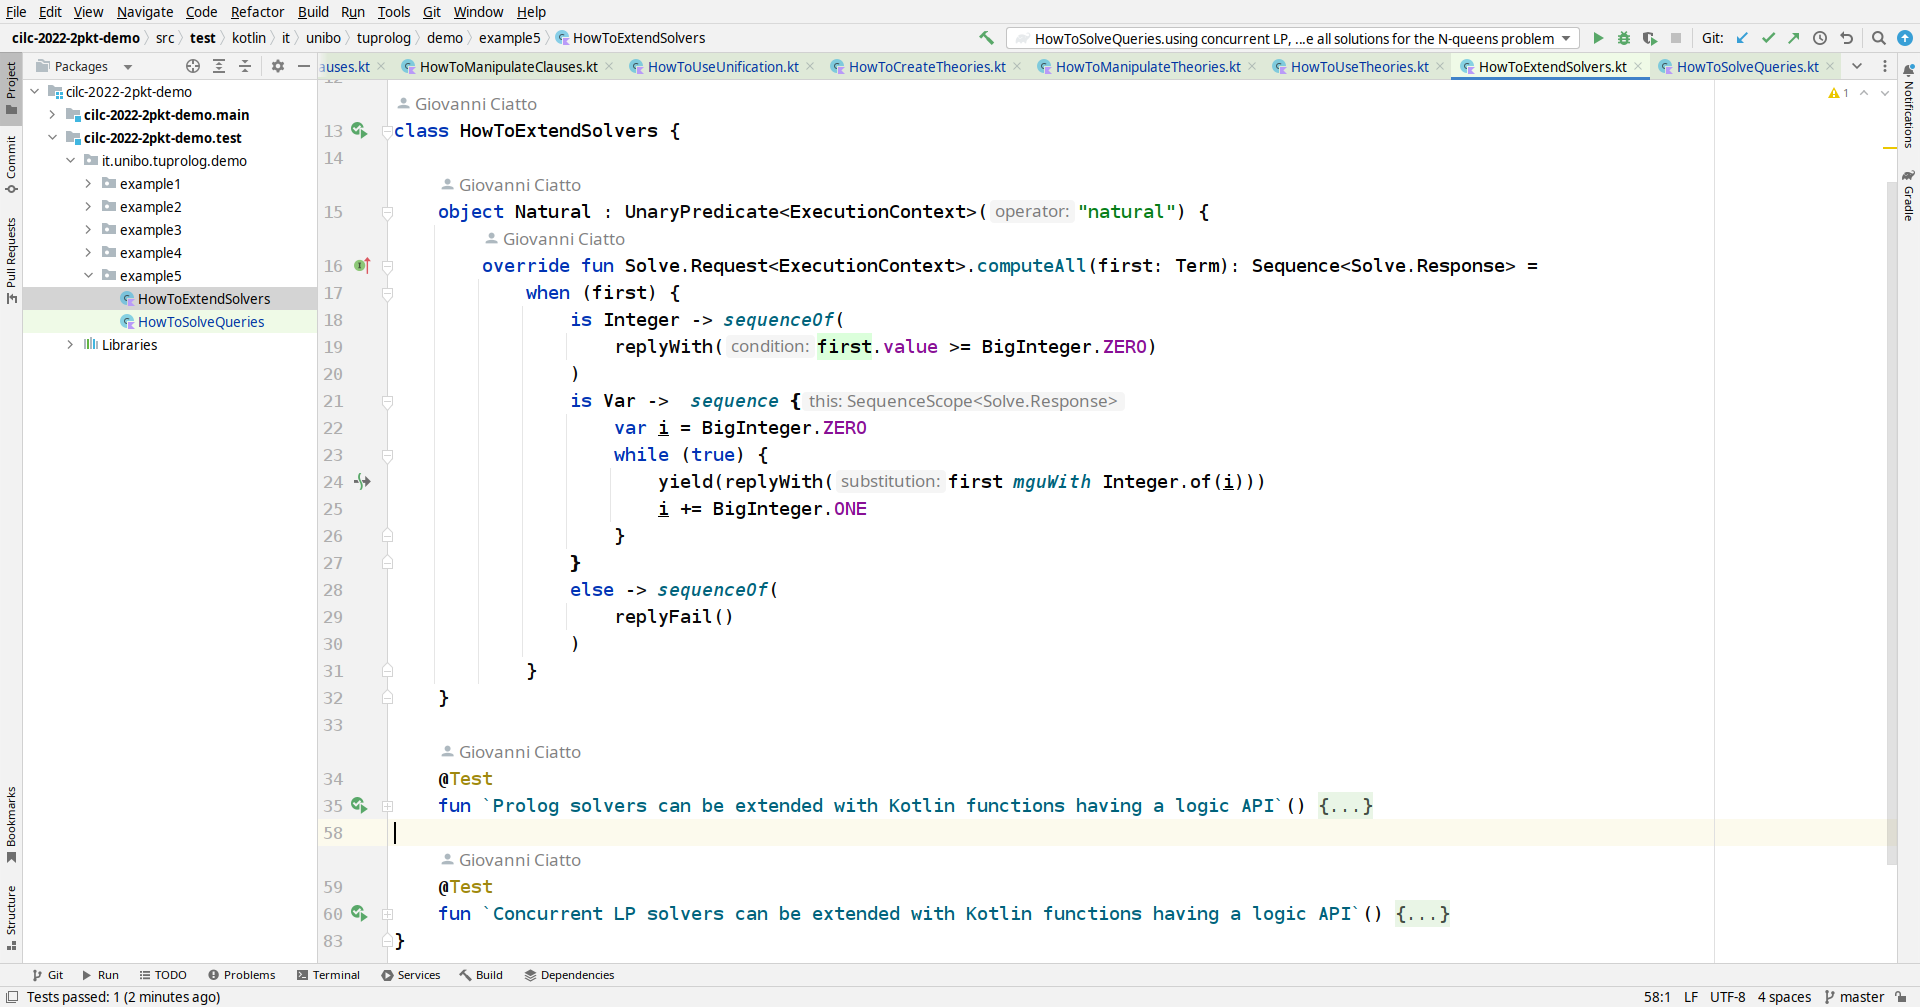 File Edit View Navigate Code Refactor Build Run Tools Git Window Help
cilc-2022-2pkt-demo src test kotlin it unibo tuprolog demo example5 HowToExtendSolvers HowToSolveQueries.using concurrent LP, ...e all solutions for the N-queens problem Git:
Packages auses.kt HowToManipulateClauses.kt HowToUseUnification.kt HowToCreateTheories.kt HowToManipulateTheories.kt HowToUseTheories.kt HowToExtendSolvers.kt HowToSolveQueries.kt
Project
Commit
Pull Requests
Bookmarks
Structure
cilc-2022-2pkt-demo
cilc-2022-2pkt-demo.main
cilc-2022-2pkt-demo.test
it.unibo.tuprolog.demo
example1
example2
example3
example4
example5
HowToExtendSolvers
HowToSolveQueries
Libraries
Giovanni Ciatto
13 class HowToExtendSolvers {
14
Giovanni Ciatto
15 object Natural : UnaryPredicate<ExecutionContext>( operator: "natural") {
Giovanni Ciatto
16 override fun Solve.Request<ExecutionContext>.computeAll(first: Term): Sequence<Solve.Response> =
17 when (first) {
18 is Integer -> sequenceOf(
19 replyWith( condition: first.value >= BigInteger.ZERO)
20 )
21 is Var -> sequence { this: SequenceScope<Solve.Response>
22 var i = BigInteger.ZERO
23 while (true) {
24 yield(replyWith( substitution: first mguWith Integer.of(i)))
25 i += BigInteger.ONE
26 }
27 }
28 else -> sequenceOf(
29 replyFail()
30 )
31 }
32 }
33
Giovanni Ciatto
34 @Test
35 fun `Prolog solvers can be extended with Kotlin functions having a logic API`() {...}
58
Giovanni Ciatto
59 @Test
60 fun `Concurrent LP solvers can be extended with Kotlin functions having a logic API`() {...}
83 }
1
Notifications
Gradle
Git Run TODO Problems Terminal Services Build Dependencies
Tests passed: 1 (2 minutes ago) 58:1 LF UTF-8 4 spaces master